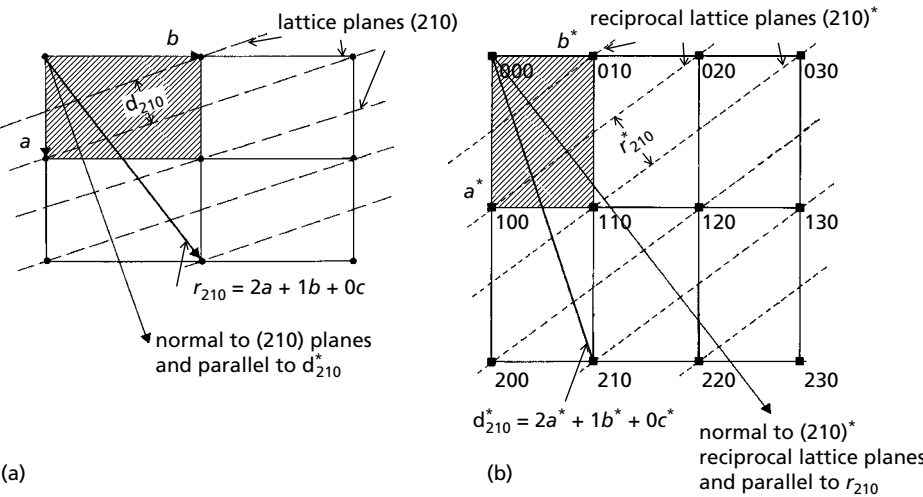 lattice planes (210)
b
d210
a
r210 = 2a + 1b + 0c
normal to (210) planes
and parallel to d*210
(a)
reciprocal lattice planes (210)*
b*
000
010
020
030
r*210
a*
100
110
120
130
200
210
220
230
d*210 = 2a* + 1b* + 0c*
normal to (210)*
reciprocal lattice planes
and parallel to r210
(b)